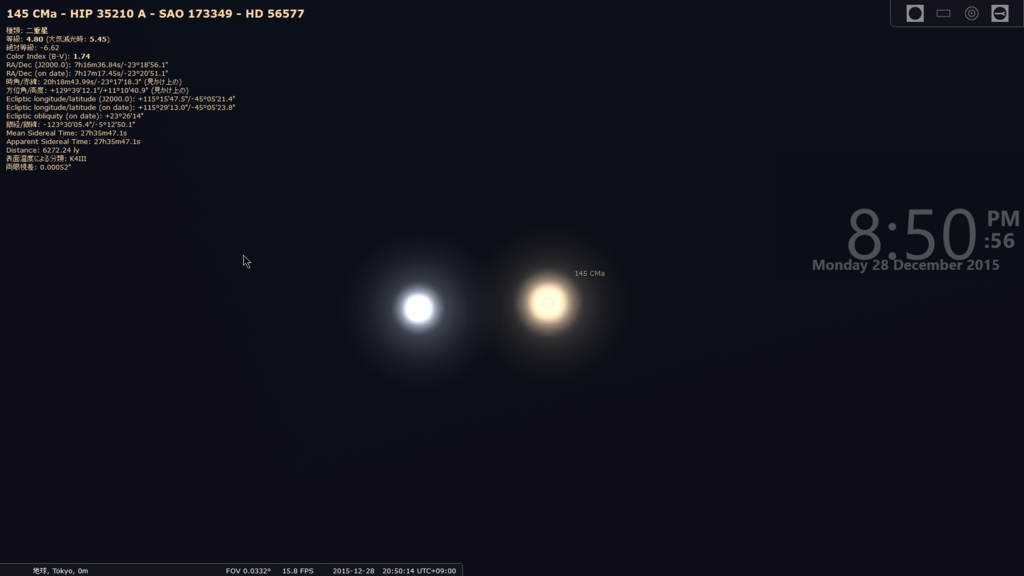 145 CMa - HIP 35210 A - SAO 173349 - HD 56577
種類: 二重星
等級: 4.80 (大気減光時: 5.45)
絶対等級: -6.62
Color Index (B-V): 1.74
RA/Dec (J2000.0): 7h16m36.84s/-23°18'56.1"
RA/Dec (on date): 7h17m17.45s/-23°20'51.1"
時角/赤緯: 20h18m43.99s/-23°17'18.3" (見かけ上の)
方位角/高度: +129°39'12.1"/+11°10'40.9" (見かけ上の)
Ecliptic longitude/latitude (J2000.0): +115°15'47.5"/-45°05'21.4"
Ecliptic longitude/latitude (on date): +115°29'13.0"/-45°05'23.8"
Ecliptic obliquity (on date): +23°26'14"
銀経/銀緯: -123°30'05.4"/-5°12'50.1"
Mean Sidereal Time: 27h35m47.1s
Apparent Sidereal Time: 27h35m47.1s
Distance: 6272.24 ly
表面温度による分類: K4III
両眼視差: 0.00052"
8:50 PM :56
Monday 28 December 2015
145 CMa
地球, Tokyo, 0m FOV 0.0332° 15.8 FPS 2015-12-28 20:50:14 UTC+09:00